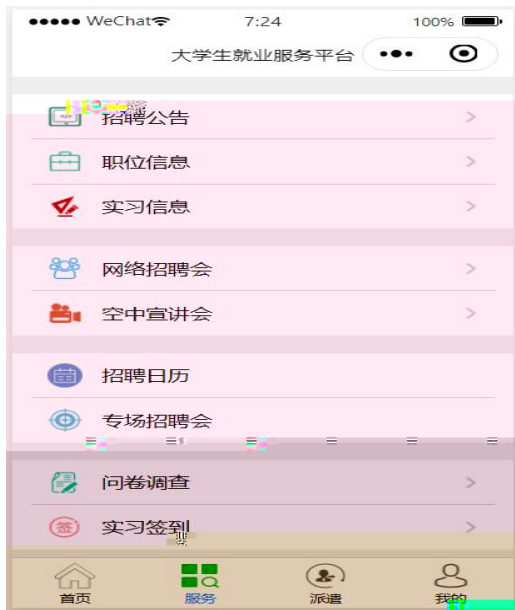 WeChat 7:24 100%
大学生就业服务平台
招聘公告
职位信息
实习信息
网络招聘会
空中宣讲会
招聘日历
专场招聘会
问卷调查
签 实习签到
首页 服务 派遣 我的